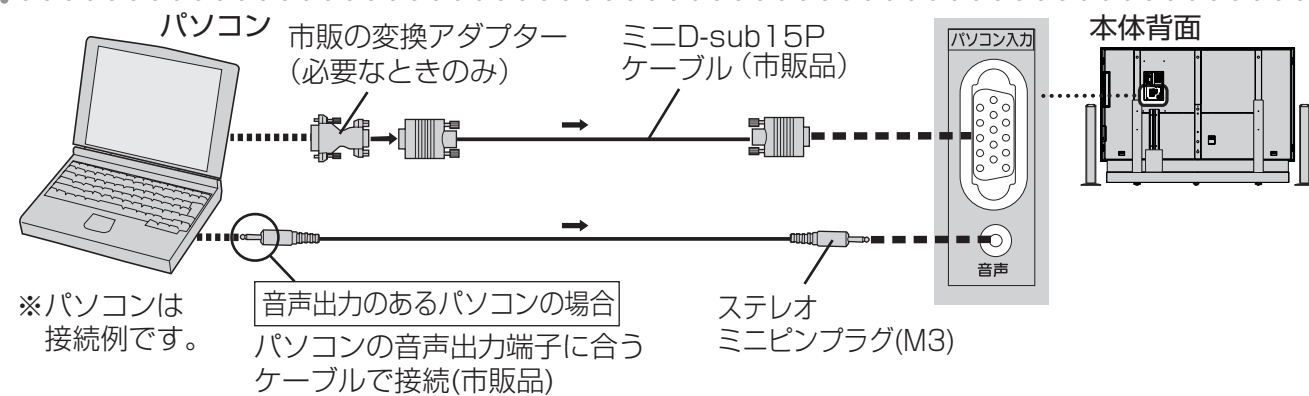 パソコン
市販の変換アダプター
（必要なときのみ）
ミニD-sub15P
ケーブル（市販品）
パソコン入力
本体背面
音声
※パソコンは
接続例です。
音声出力のあるパソコンの場合
パソコンの音声出力端子に合う
ケーブルで接続(市販品)
ステレオ
ミニピンプラグ(M3)